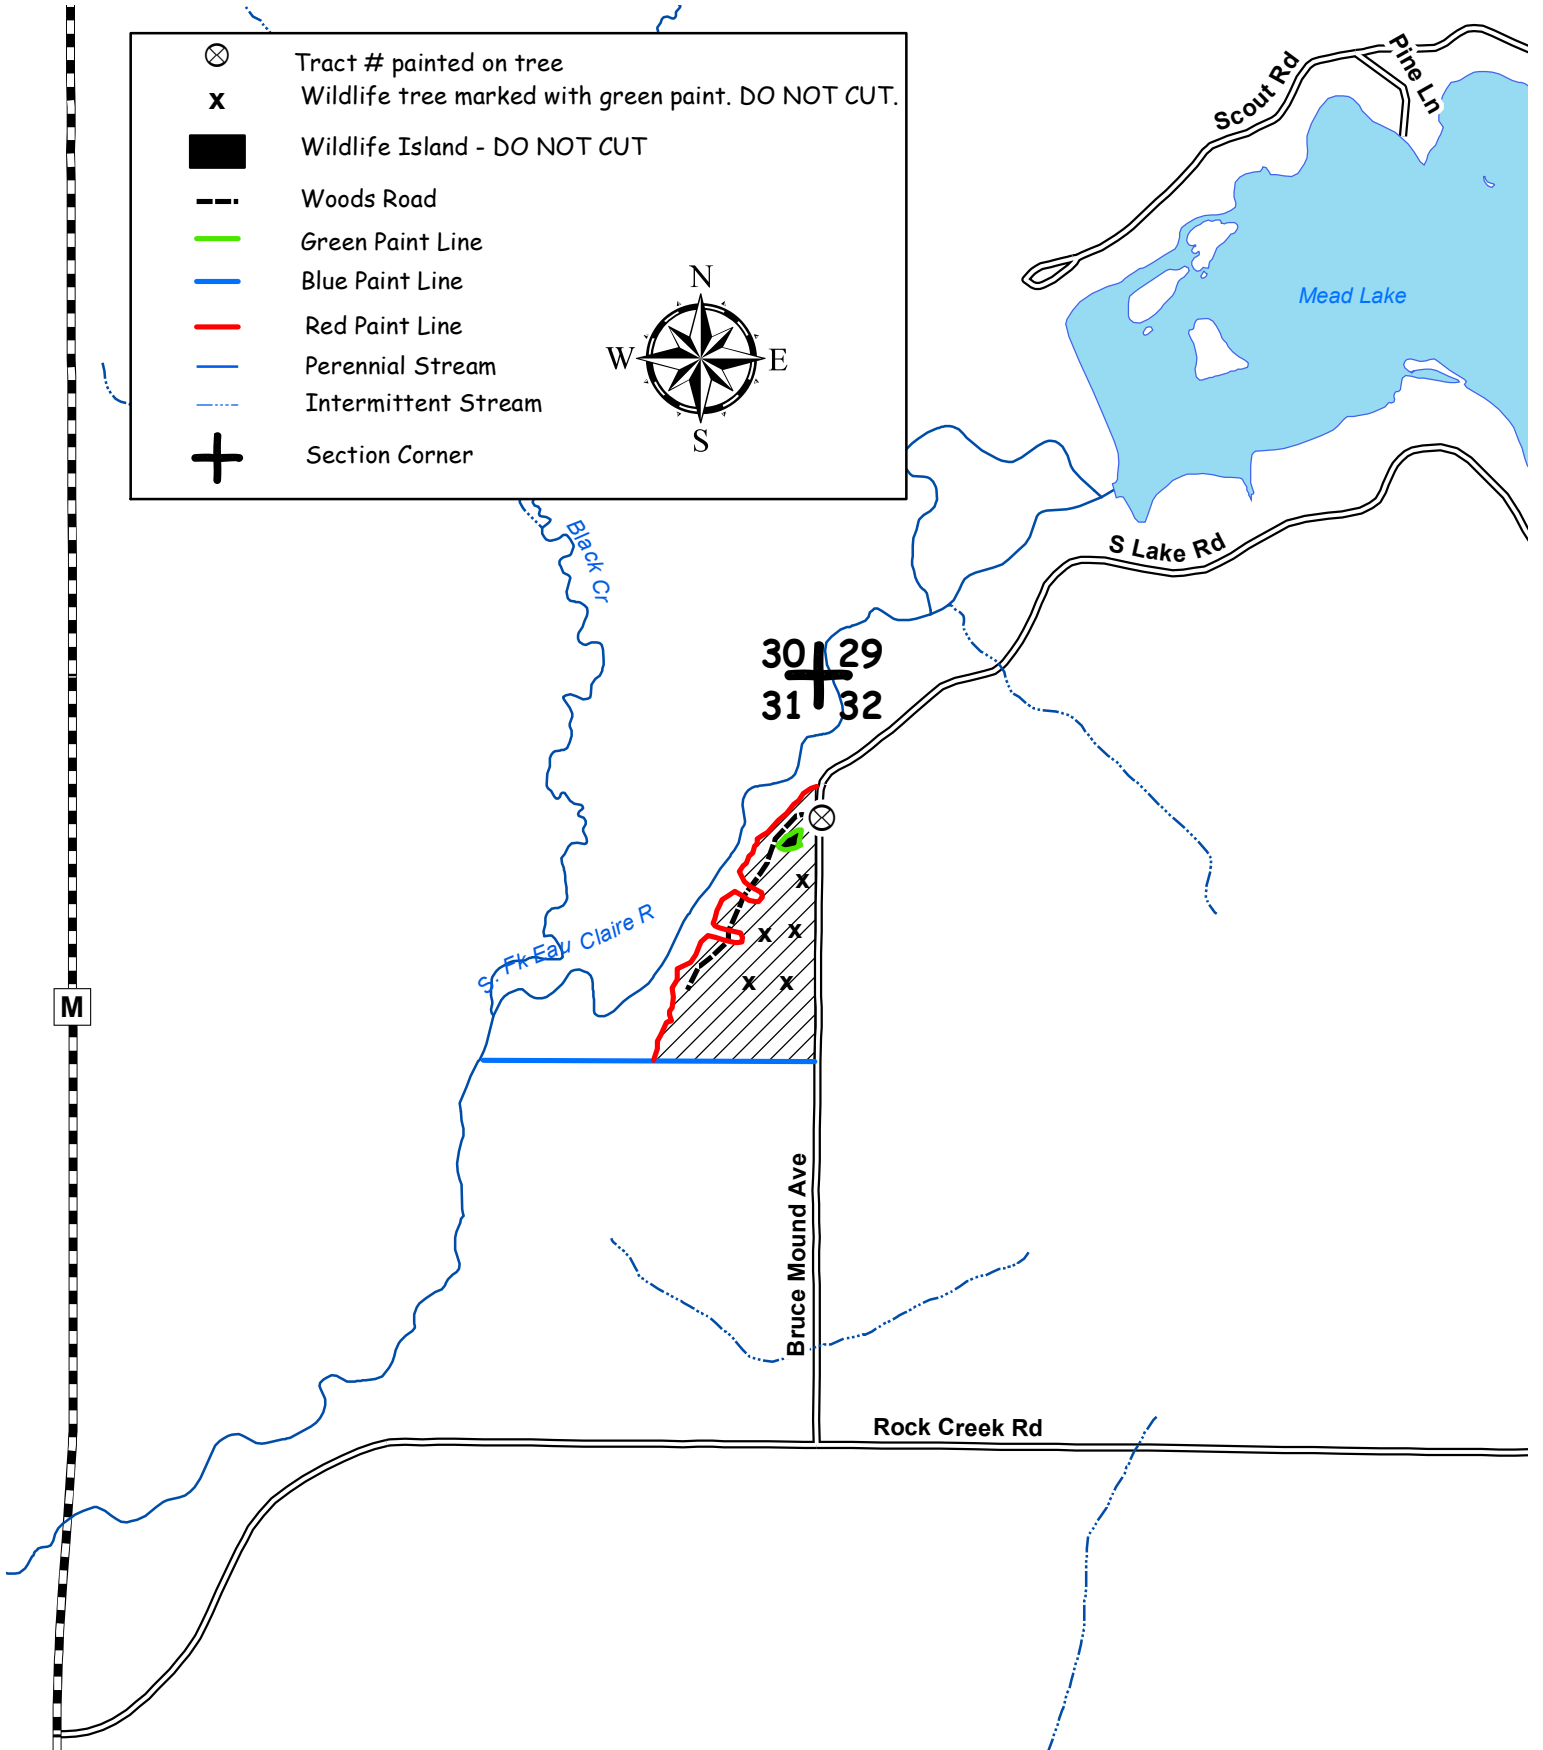 Tract # painted on tree
x Wildlife tree marked with green paint. DO NOT CUT.
Wildlife Island - DO NOT CUT
Woods Road
Green Paint Line
Blue Paint Line
Red Paint Line
Perennial Stream
Intermittent Stream
Section Corner
N
W E
S
Scout Rd
Pine Ln
Mead Lake
Black Cr
S Lake Rd
30 29
31 32
x
x x
x x
S. Fk Eau Claire R
M
Bruce Mound Ave
Rock Creek Rd